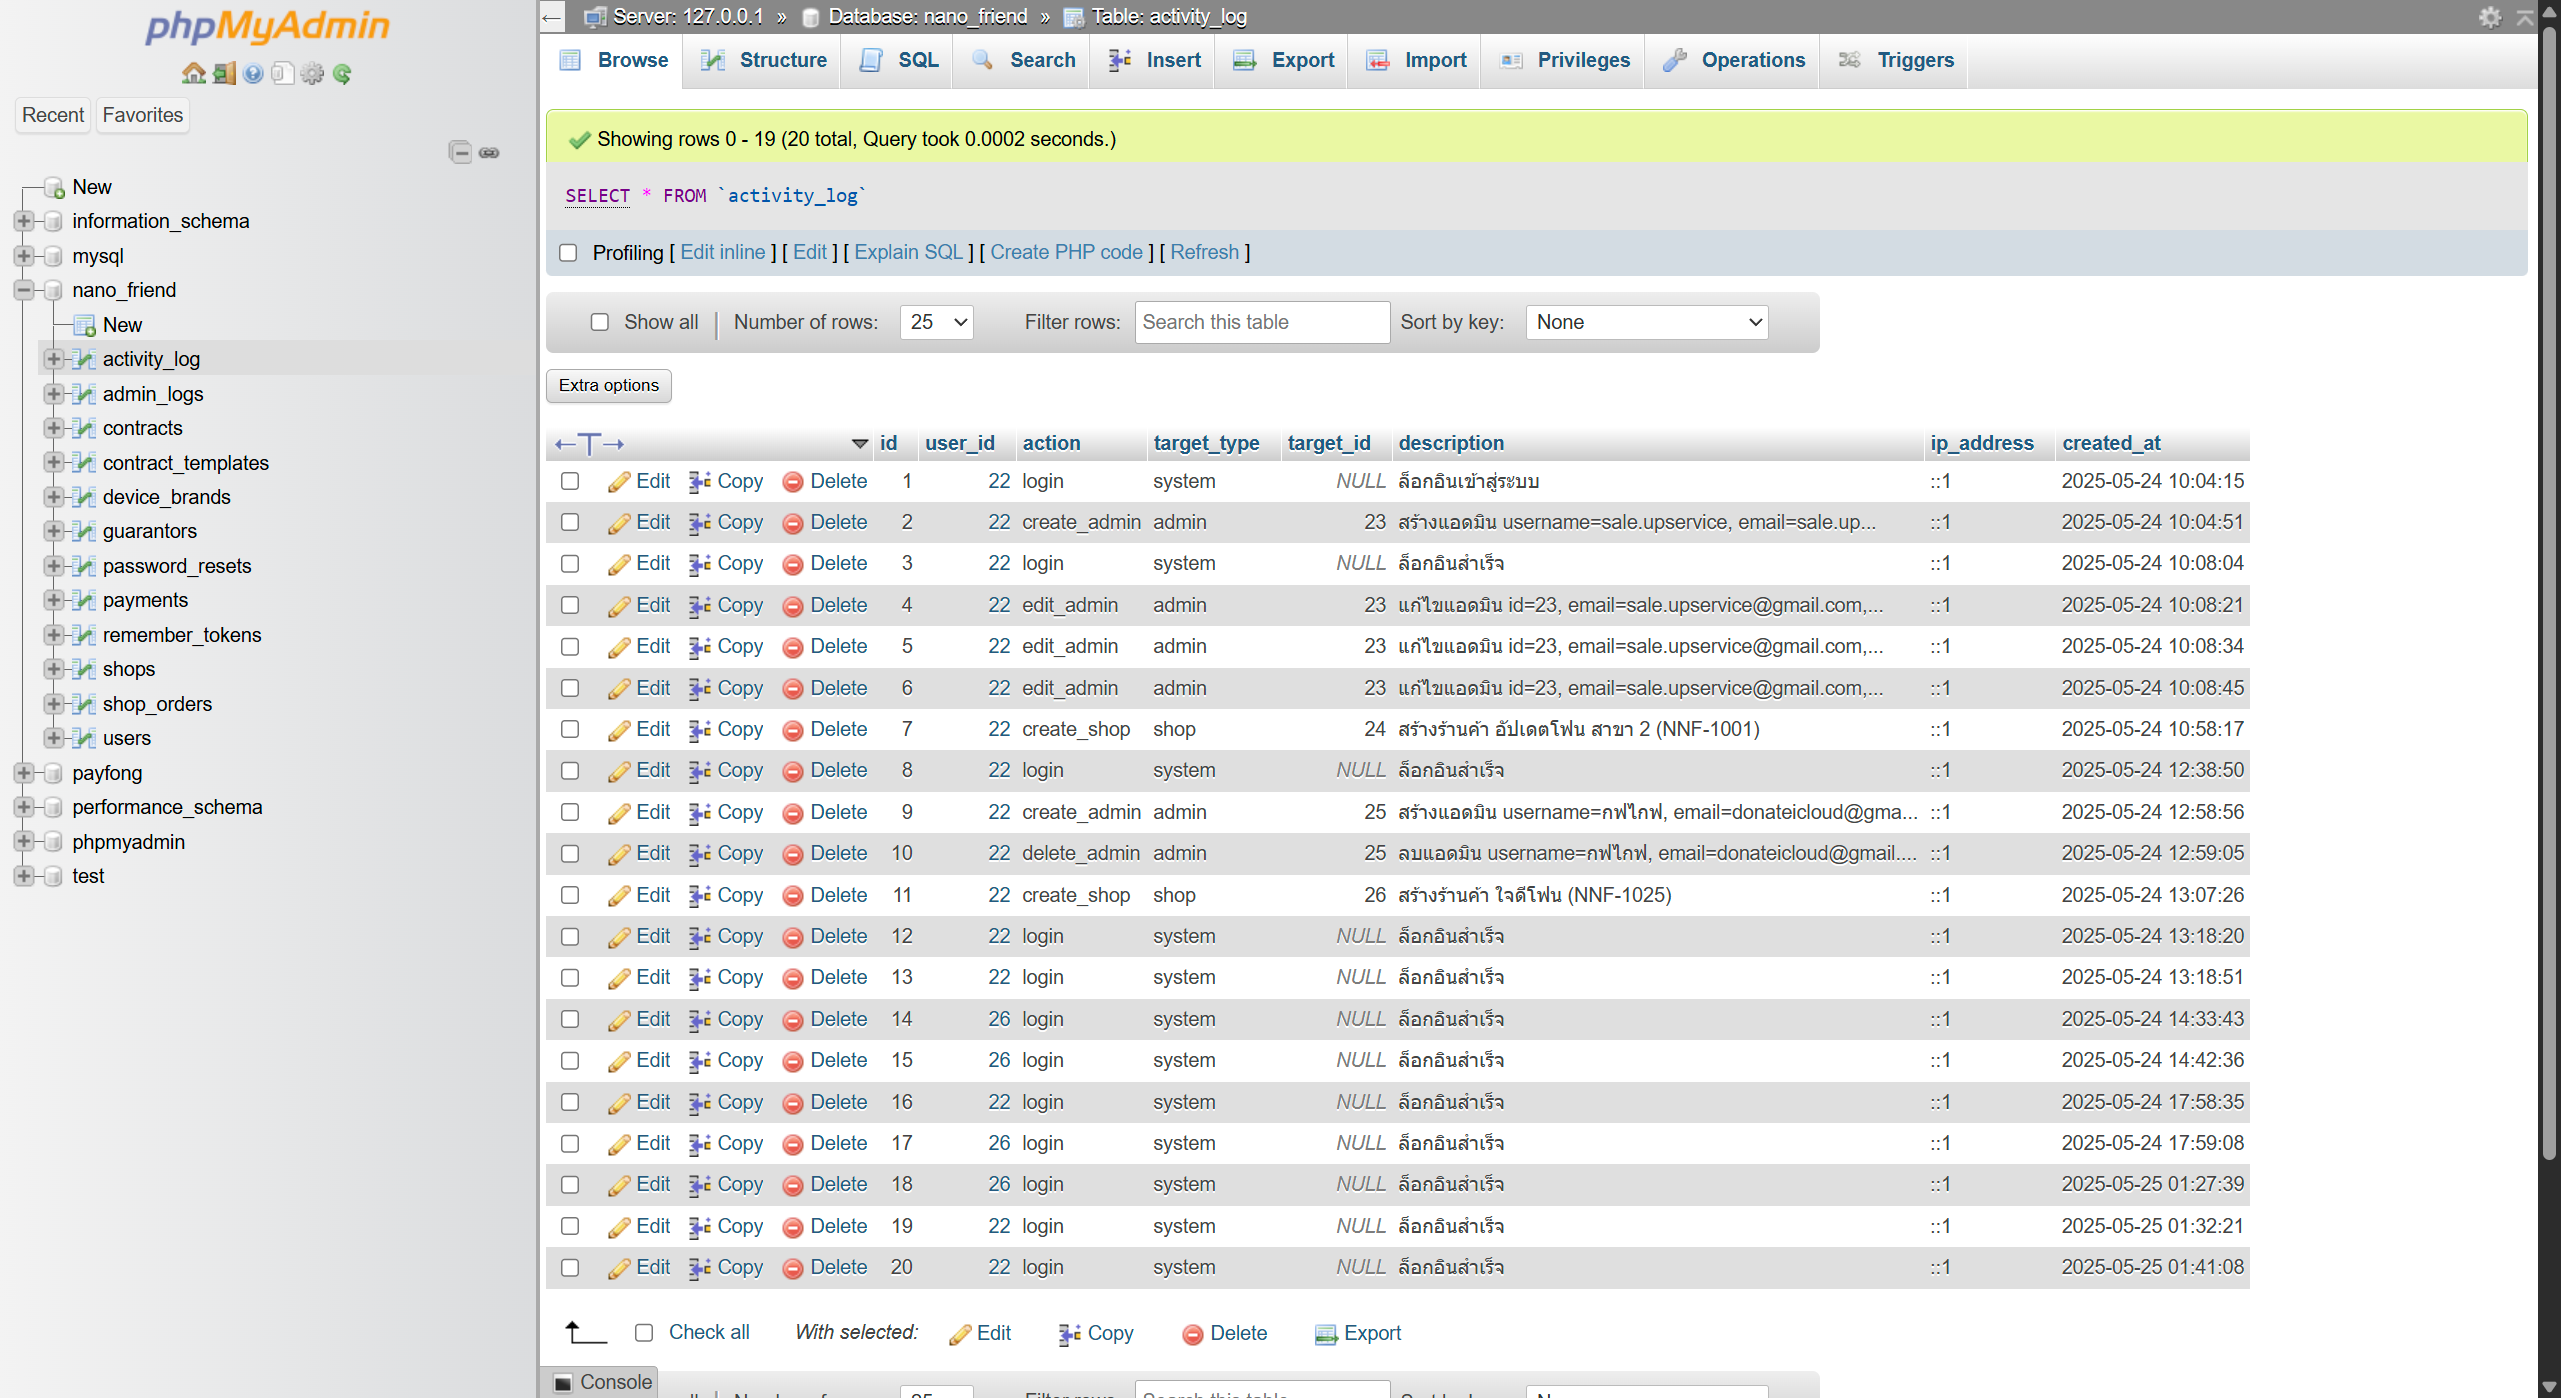 phpMyAdmin
Recent Favorites
New
information_schema
mysql
nano_friend
New
activity_log
admin_logs
contracts
contract_templates
device_brands
guarantors
password_resets
payments
remember_tokens
shops
shop_orders
users
payfong
performance_schema
phpmyadmin
test
← Server: 127.0.0.1 » Database: nano_friend » Table: activity_log
Browse Structure SQL Search Insert Export Import Privileges Operations Triggers
Showing rows 0 - 19 (20 total, Query took 0.0002 seconds.)
SELECT * FROM `activity_log`
Profiling [ Edit inline ] [ Edit ] [ Explain SQL ] [ Create PHP code ] [ Refresh ]
Show all | Number of rows: 25 Filter rows: Search this table Sort by key: None
Extra options
←T→ id user_id action target_type target_id description ip_address created_at
Edit Copy Delete 1 22 login system NULL ล็อกอินเข้าสู่ระบบ ::1 2025-05-24 10:04:15
Edit Copy Delete 2 22 create_admin admin 23 สร้างแอดมิน username=sale.upservice, email=sale.up... ::1 2025-05-24 10:04:51
Edit Copy Delete 3 22 login system NULL ล็อกอินสำเร็จ ::1 2025-05-24 10:08:04
Edit Copy Delete 4 22 edit_admin admin 23 แก้ไขแอดมิน id=23, email=sale.upservice@gmail.com,... ::1 2025-05-24 10:08:21
Edit Copy Delete 5 22 edit_admin admin 23 แก้ไขแอดมิน id=23, email=sale.upservice@gmail.com,... ::1 2025-05-24 10:08:34
Edit Copy Delete 6 22 edit_admin admin 23 แก้ไขแอดมิน id=23, email=sale.upservice@gmail.com,... ::1 2025-05-24 10:08:45
Edit Copy Delete 7 22 create_shop shop 24 สร้างร้านค้า อัปเดตโฟน สาขา 2 (NNF-1001) ::1 2025-05-24 10:58:17
Edit Copy Delete 8 22 login system NULL ล็อกอินสำเร็จ ::1 2025-05-24 12:38:50
Edit Copy Delete 9 22 create_admin admin 25 สร้างแอดมิน username=กฟไกฟ, email=donateicloud@gma... ::1 2025-05-24 12:58:56
Edit Copy Delete 10 22 delete_admin admin 25 ลบแอดมิน username=กฟไกฟ, email=donateicloud@gmail.... ::1 2025-05-24 12:59:05
Edit Copy Delete 11 22 create_shop shop 26 สร้างร้านค้า ใจดีโฟน (NNF-1025) ::1 2025-05-24 13:07:26
Edit Copy Delete 12 22 login system NULL ล็อกอินสำเร็จ ::1 2025-05-24 13:18:20
Edit Copy Delete 13 22 login system NULL ล็อกอินสำเร็จ ::1 2025-05-24 13:18:51
Edit Copy Delete 14 26 login system NULL ล็อกอินสำเร็จ ::1 2025-05-24 14:33:43
Edit Copy Delete 15 26 login system NULL ล็อกอินสำเร็จ ::1 2025-05-24 14:42:36
Edit Copy Delete 16 22 login system NULL ล็อกอินสำเร็จ ::1 2025-05-24 17:58:35
Edit Copy Delete 17 26 login system NULL ล็อกอินสำเร็จ ::1 2025-05-24 17:59:08
Edit Copy Delete 18 26 login system NULL ล็อกอินสำเร็จ ::1 2025-05-25 01:27:39
Edit Copy Delete 19 22 login system NULL ล็อกอินสำเร็จ ::1 2025-05-25 01:32:21
Edit Copy Delete 20 22 login system NULL ล็อกอินสำเร็จ ::1 2025-05-25 01:41:08
Check all With selected: Edit Copy Delete Export
Console